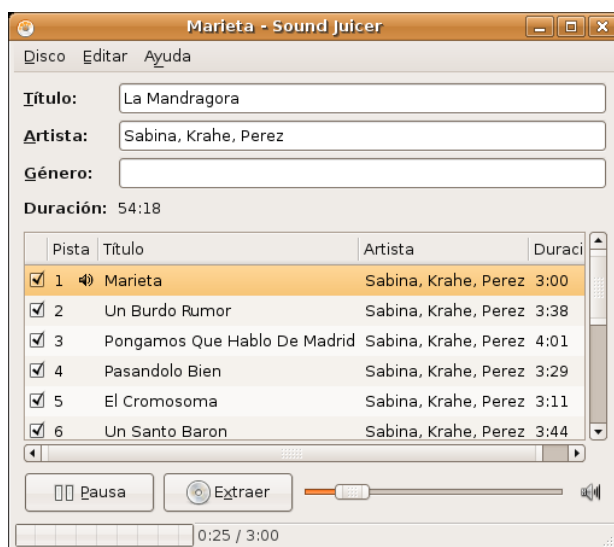 Marieta - Sound Juicer
Disco Editar Ayuda
Título: La Mandragora
Artista: Sabina, Krahe, Perez
Género:
Duración: 54:18
Pista Título Artista Duraci
1 Marieta Sabina, Krahe, Perez 3:00
2 Un Burdo Rumor Sabina, Krahe, Perez 3:38
3 Pongamos Que Hablo De Madrid Sabina, Krahe, Perez 4:01
4 Pasandolo Bien Sabina, Krahe, Perez 3:29
5 El Cromosoma Sabina, Krahe, Perez 3:11
6 Un Santo Baron Sabina, Krahe, Perez 3:44
Pausa Extraer
0:25 / 3:00